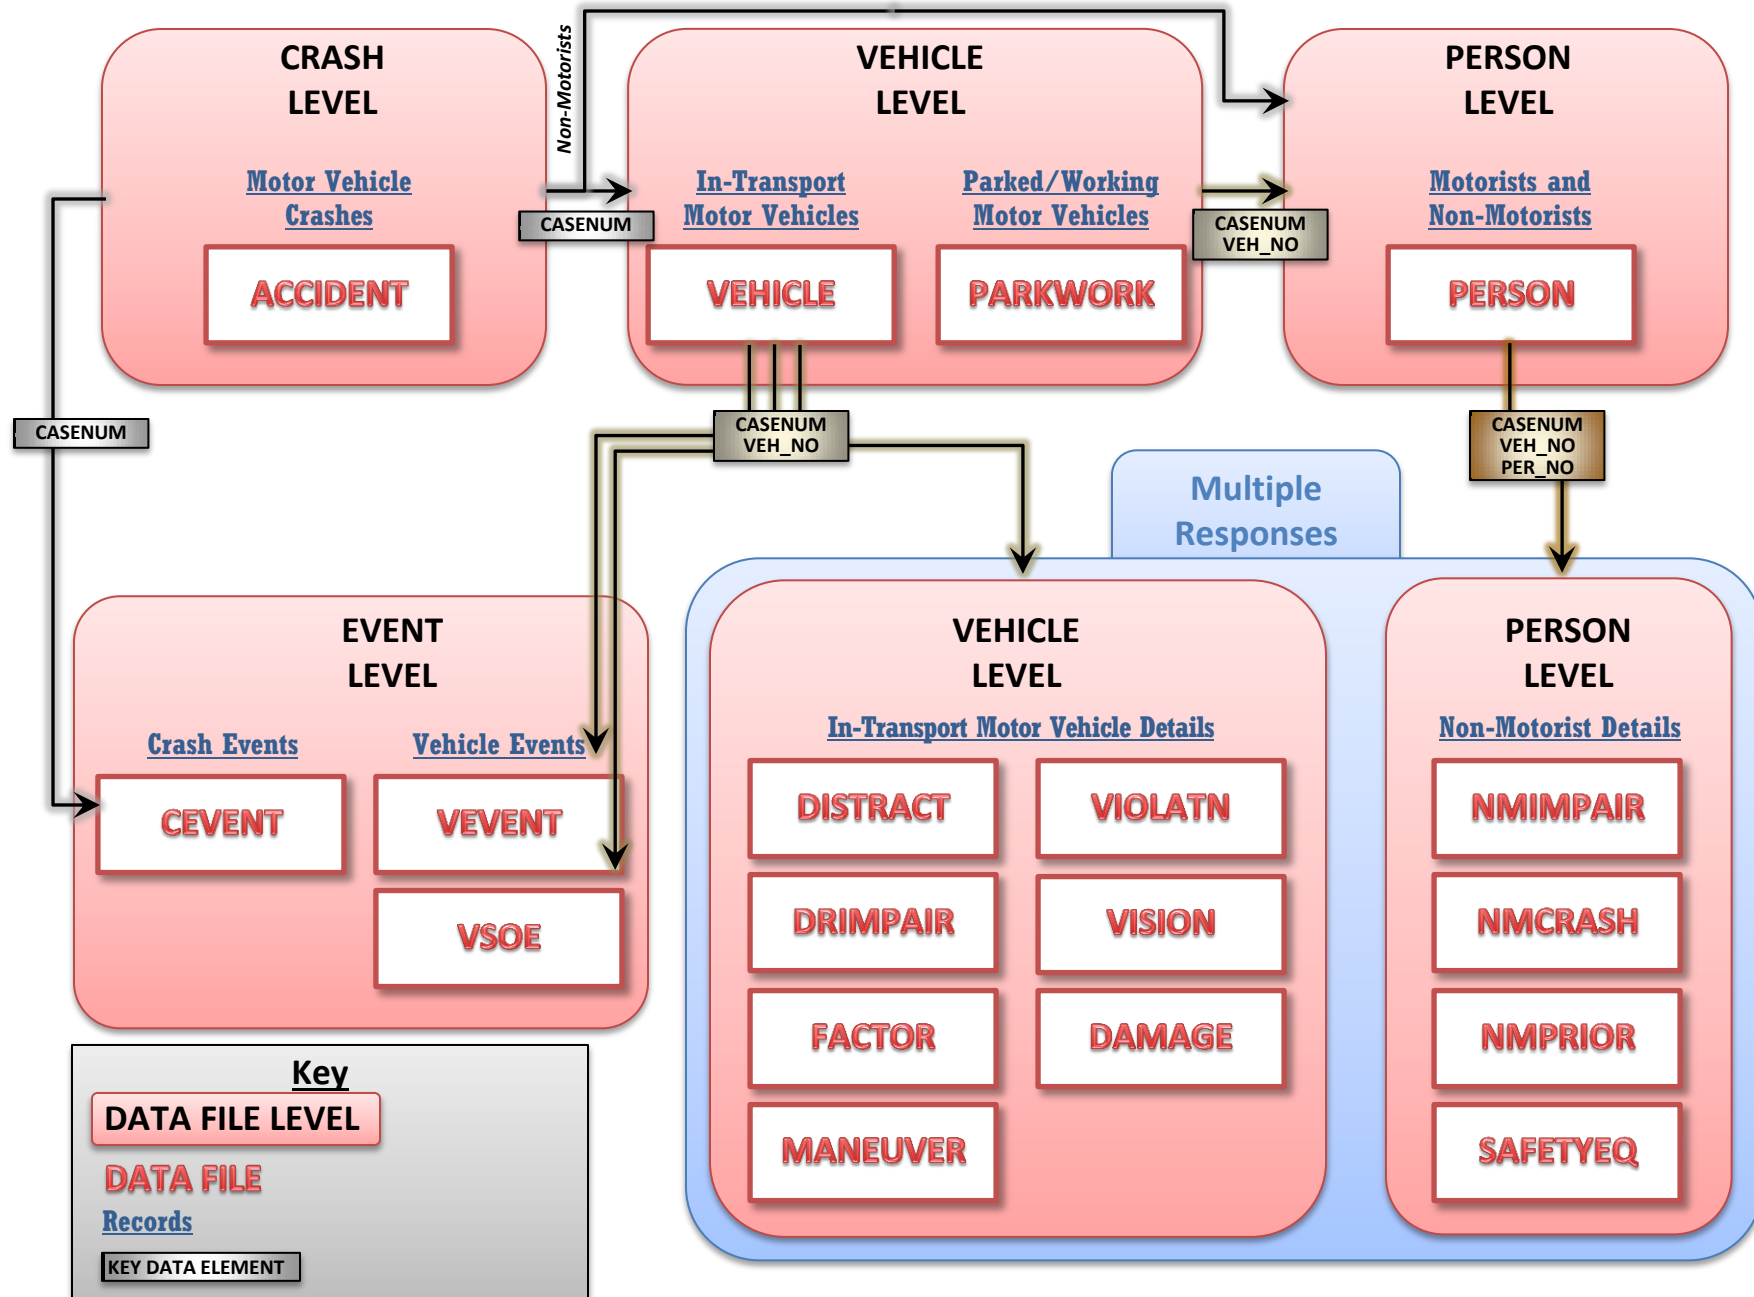 CRASH
LEVEL
Motor Vehicle
Crashes
ACCIDENT
Non-Motorists
CASENUM
VEHICLE
LEVEL
In-Transport
Motor Vehicles
VEHICLE
Parked/Working
Motor Vehicles
PARKWORK
CASENUM
VEH_NO
PERSON
LEVEL
Motorists and
Non-Motorists
PERSON
CASENUM
CASENUM
VEH_NO
CASENUM
VEH_NO
PER_NO
Multiple
Responses
EVENT
LEVEL
Crash Events
CEVENT
Vehicle Events
VEVENT
VSOE
VEHICLE
LEVEL
In-Transport Motor Vehicle Details
DISTRACT
VIOLATN
DRIMPAIR
VISION
FACTOR
DAMAGE
MANEUVER
PERSON
LEVEL
Non-Motorist Details
NMIMPAIR
NMCRASH
NMPRIOR
SAFETYEQ
Key
DATA FILE LEVEL
DATA FILE
Records
KEY DATA ELEMENT